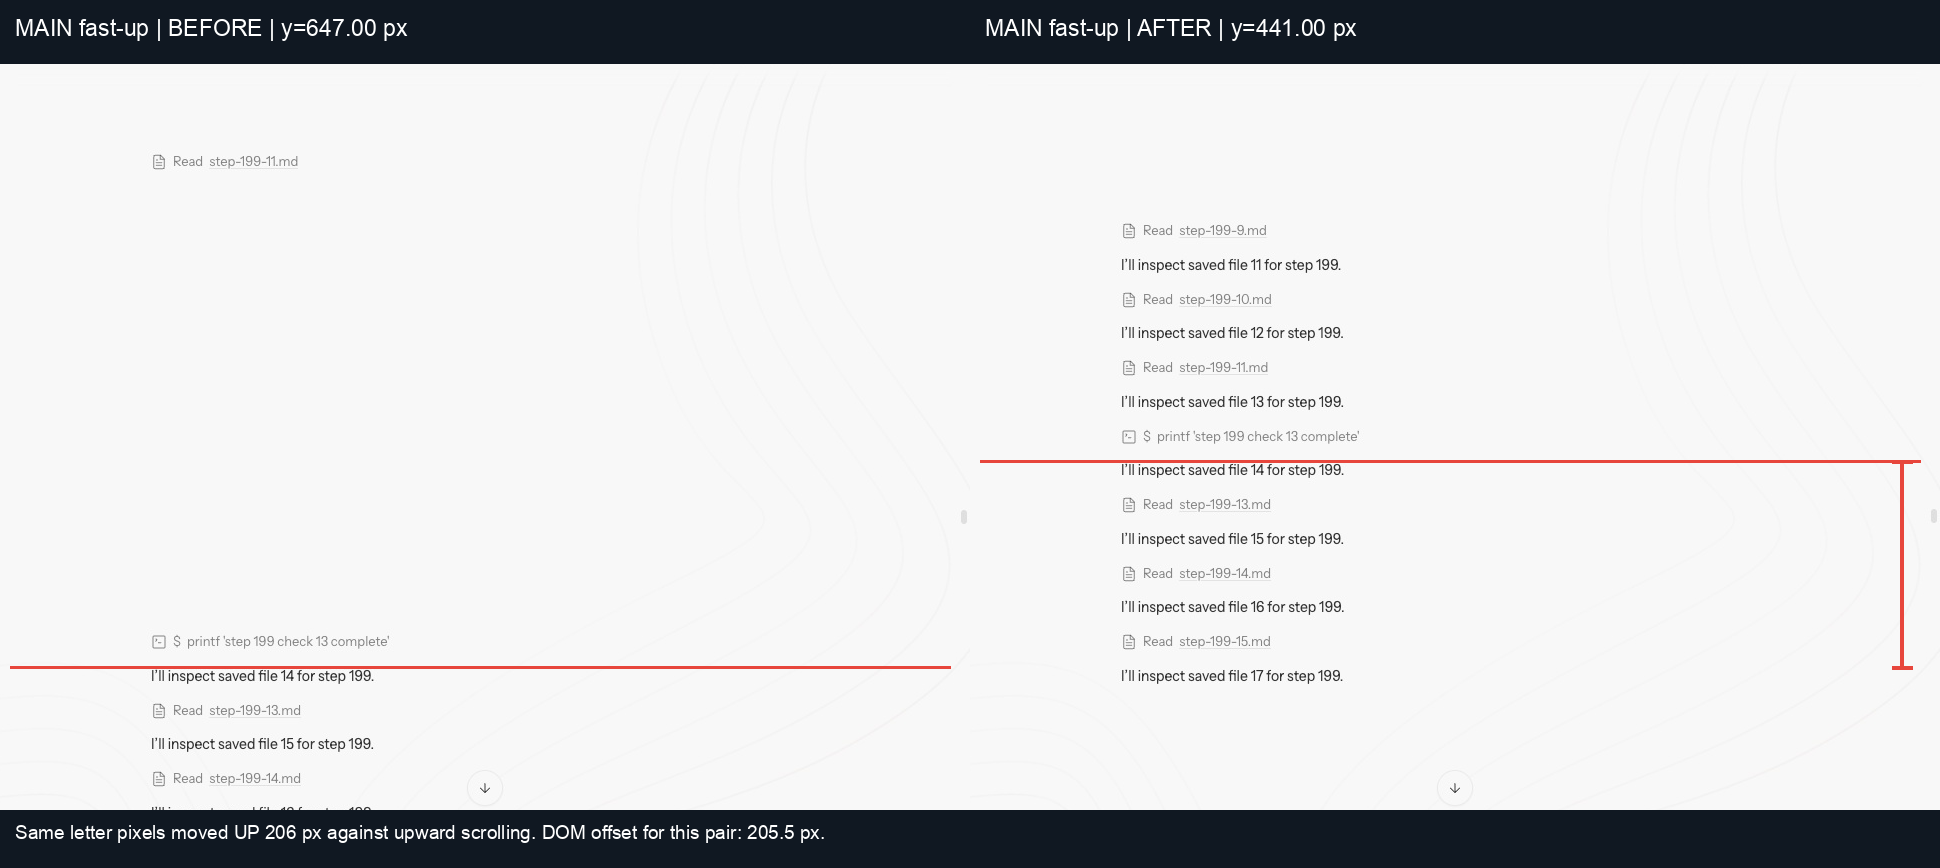 MAIN fast-up | BEFORE | y=647.00 px
MAIN fast-up | AFTER | y=441.00 px
Read step-199-11.md
$ printf 'step 199 check 13 complete'
I'll inspect saved file 14 for step 199.
Read step-199-13.md
I'll inspect saved file 15 for step 199.
Read step-199-14.md
Read step-199-9.md
I'll inspect saved file 11 for step 199.
Read step-199-10.md
I'll inspect saved file 12 for step 199.
Read step-199-11.md
I'll inspect saved file 13 for step 199.
$ printf 'step 199 check 13 complete'
I'll inspect saved file 14 for step 199.
Read step-199-13.md
I'll inspect saved file 15 for step 199.
Read step-199-14.md
I'll inspect saved file 16 for step 199.
Read step-199-15.md
I'll inspect saved file 17 for step 199.
Same letter pixels moved UP 206 px against upward scrolling. DOM offset for this pair: 205.5 px.